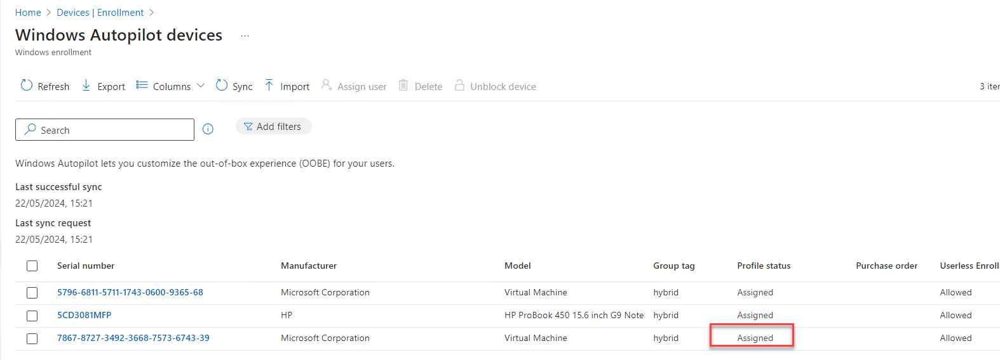 Home > Devices | Enrollment >
Windows Autopilot devices ...
Windows enrollment
Refresh Export Columns Sync Import Assign user Delete Unblock device 3
Search Add filters
Windows Autopilot lets you customize the out-of-box experience (OOBE) for your users.
Last successful sync
22/05/2024, 15:21
Last sync request
22/05/2024, 15:21
Serial number Manufacturer Model Group tag Profile status Purchase order Userless
5796-6811-5711-1743-0600-9365-68 Microsoft Corporation Virtual Machine hybrid Assigned Allowed
5CD3081MFP HP HP ProBook 450 15.6 inch G9 hybrid Assigned Allowed
7867-8727-3492-3668-7573-6743-39 Microsoft Corporation Virtual Machine hybrid Assigned Allowed